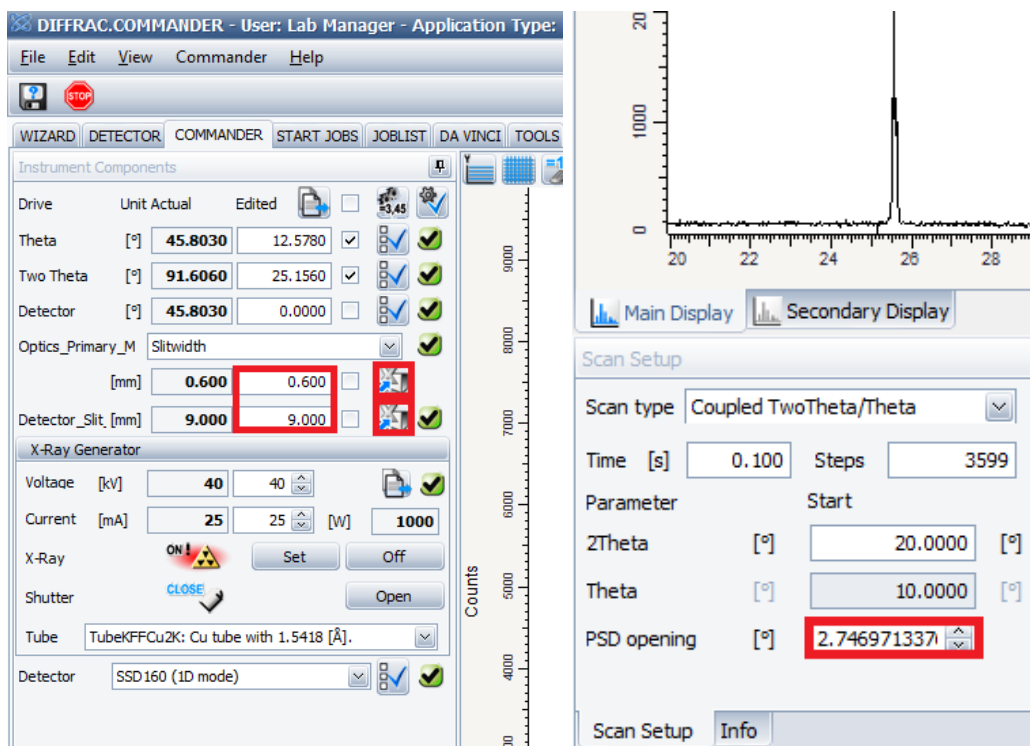 DIFFRAC.COMMANDER - User: Lab Manager - Application Type:
File Edit View Commander Help
STOP
WIZARD DETECTOR COMMANDER START JOBS JOBLIST DA VINCI TOOLS
Instrument Components
Drive Unit Actual Edited =3,45
Theta [°] 45.8030 12.5780
Two Theta [°] 91.6060 25.1560
Detector [°] 45.8030 0.0000
Optics_Primary_M Slitwidth
[mm] 0.600 0.600
Detector_Slit_ [mm] 9.000 9.000
X-Ray Generator
Voltage [kV] 40 40
Current [mA] 25 25 [W] 1000
X-Ray ON! Set Off
Shutter CLOSE Open
Tube TubeKFFCu2K: Cu tube with 1.5418 [Å].
Detector SSD160 (1D mode)
Y
9000
8000
7000
6000
5000
4000
Counts
20
1000
0
20 22 24 26 28
Main Display Secondary Display
Scan Setup
Scan type Coupled TwoTheta/Theta
Time [s] 0.100 Steps 3599
Parameter Start
2Theta [°] 20.0000 [°]
Theta [°] 10.0000 [°]
PSD opening [°] 2.746971337
Scan Setup Info